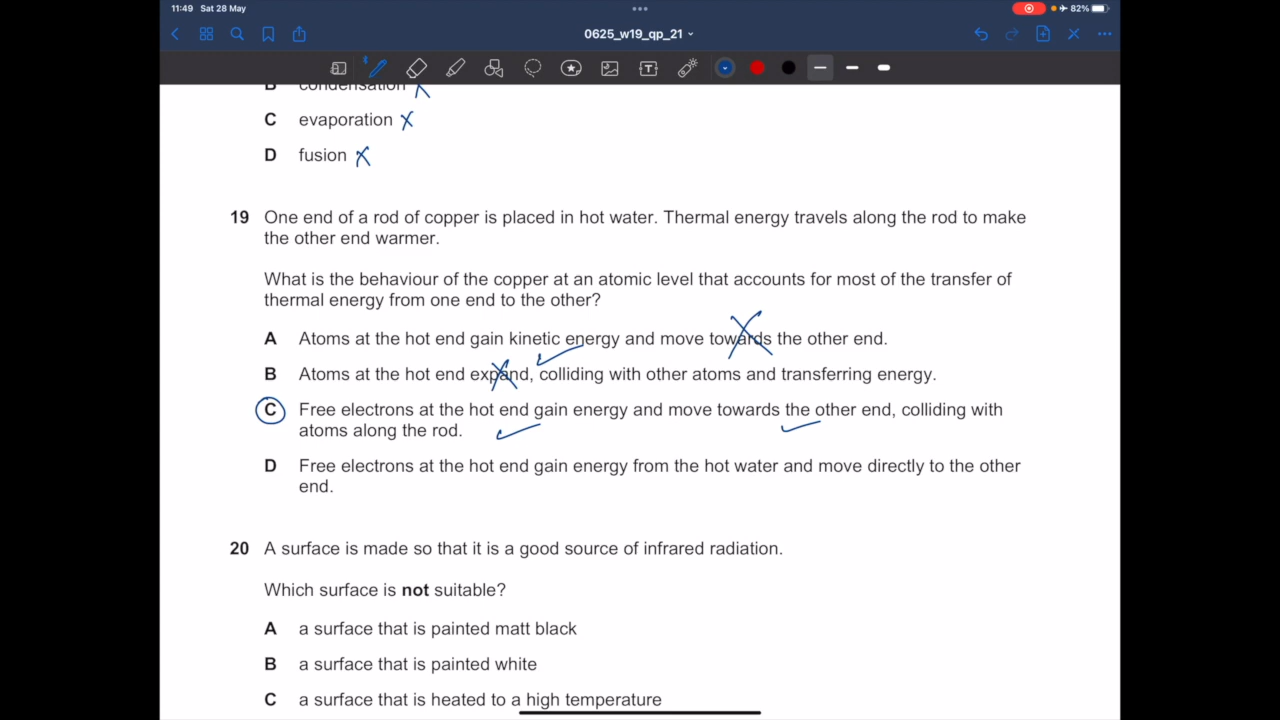 11:49 Sat 28 May
82%
0625_w19_qp_21
B condensation
C evaporation
D fusion
19 One end of a rod of copper is placed in hot water. Thermal energy travels along the rod to make
the other end warmer.
What is the behaviour of the copper at an atomic level that accounts for most of the transfer of
thermal energy from one end to the other?
A Atoms at the hot end gain kinetic energy and move towards the other end.
B Atoms at the hot end expand, colliding with other atoms and transferring energy.
C Free electrons at the hot end gain energy and move towards the other end, colliding with
atoms along the rod.
D Free electrons at the hot end gain energy from the hot water and move directly to the other
end.
20 A surface is made so that it is a good source of infrared radiation.
Which surface is not suitable?
A a surface that is painted matt black
B a surface that is painted white
C a surface that is heated to a high temperature